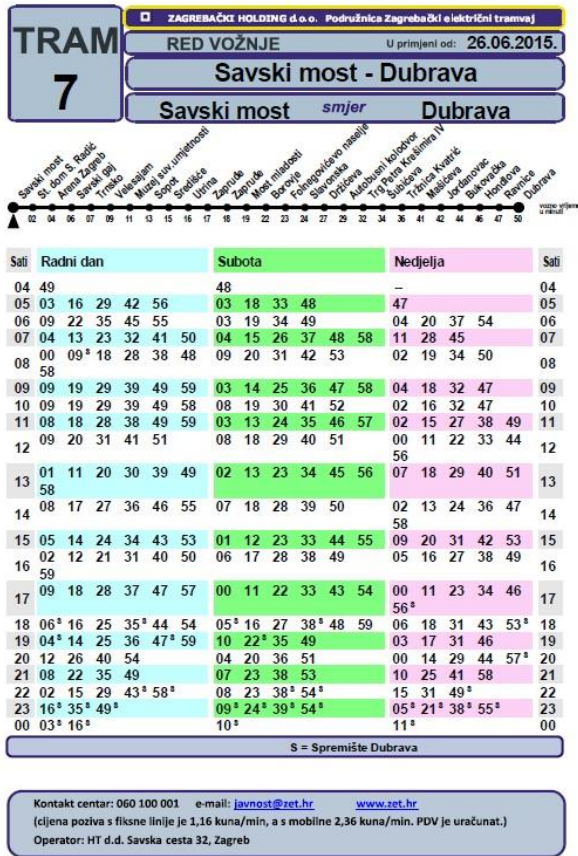 TRAM
7
ZAGREBAČKI HOLDING d.o.o. Podružnica Zagrebački električni tramvaj
RED VOŽNJE U primjeni od: 26.06.2015.
Savski most - Dubrava
Savski most smjer Dubrava
Savski most
St. dom S. Radić
Arena Zagreb
Savski gaj
Trnsko
Velesajam
Muzej suv.umjetnosti
Sopot
Središće
Utrina
Zapruđe
Zapruđe
Most mladosti
Borovje
Folnegovićevo naselje
Slavonska
Držićeva
Autobusni kolodvor
Trg Petra Krešimira IV
Šubićeva
Tržnica Kvatrić
Mašićeva
Jordanovac
Bukovačka
Hondlova
Ravnice
Dubrava
02 04 06 07 09 11 13 15 16 17 18 19 22 23 24 27 29 32 34 36 41 42 44 46 47 50 vozno vrijeme
u minuti
Sati Radni dan Subota Nedjelja Sati
04 49 48 – 04
05 03 16 29 42 56 03 18 33 48 47 05
06 09 22 35 45 55 03 19 34 49 04 20 37 54 06
07 04 13 23 32 41 50 04 15 26 37 48 58 11 28 45 07
08 00 09ˢ 18 28 38 48 09 20 31 42 53 02 19 34 50 08
58
09 09 19 29 39 49 59 03 14 25 36 47 58 04 18 32 47 09
10 09 19 29 39 49 58 08 19 30 41 52 02 16 32 47 10
11 08 18 28 38 49 59 03 13 24 35 46 57 02 15 27 38 49 11
12 09 20 31 41 51 08 18 29 40 51 00 11 22 33 44 12
56
13 01 11 20 30 39 49 02 13 23 34 45 56 07 18 29 40 51 13
58
14 08 17 27 36 46 55 07 18 28 39 50 02 13 24 36 47 14
58
15 05 14 24 34 43 53 01 12 23 33 44 55 09 20 31 42 53 15
16 02 12 21 31 40 50 06 17 28 38 49 05 16 27 38 49 16
59
17 09 18 28 37 47 57 00 11 22 33 43 54 00 11 23 34 46 17
56ˢ
18 06ˢ 16 25 35ˢ 44 54 05ˢ 16 27 38ˢ 48 59 06 18 31 43 53ˢ 18
19 04ˢ 14 25 36 47ˢ 59 10 22ˢ 35 49 03 17 31 46 19
20 12 26 40 54 04 20 36 51 00 14 29 44 57ˢ 20
21 08 22 35 49 07 23 38 53 10 25 41 58 21
22 02 15 29 43ˢ 58ˢ 08 23 38ˢ 54ˢ 15 31 49ˢ 22
23 16ˢ 35ˢ 49ˢ 09ˢ 24ˢ 39ˢ 54ˢ 05ˢ 21ˢ 38ˢ 55ˢ 23
00 03ˢ 16ˢ 10ˢ 11ˢ 00
S = Spremište Dubrava
Kontakt centar: 060 100 001 e-mail: javnost@zet.hr www.zet.hr
(cijena poziva s fiksne linije je 1,16 kuna/min, a s mobilne 2,36 kuna/min. PDV je uračunat.)
Operator: HT d.d. Savska cesta 32, Zagreb